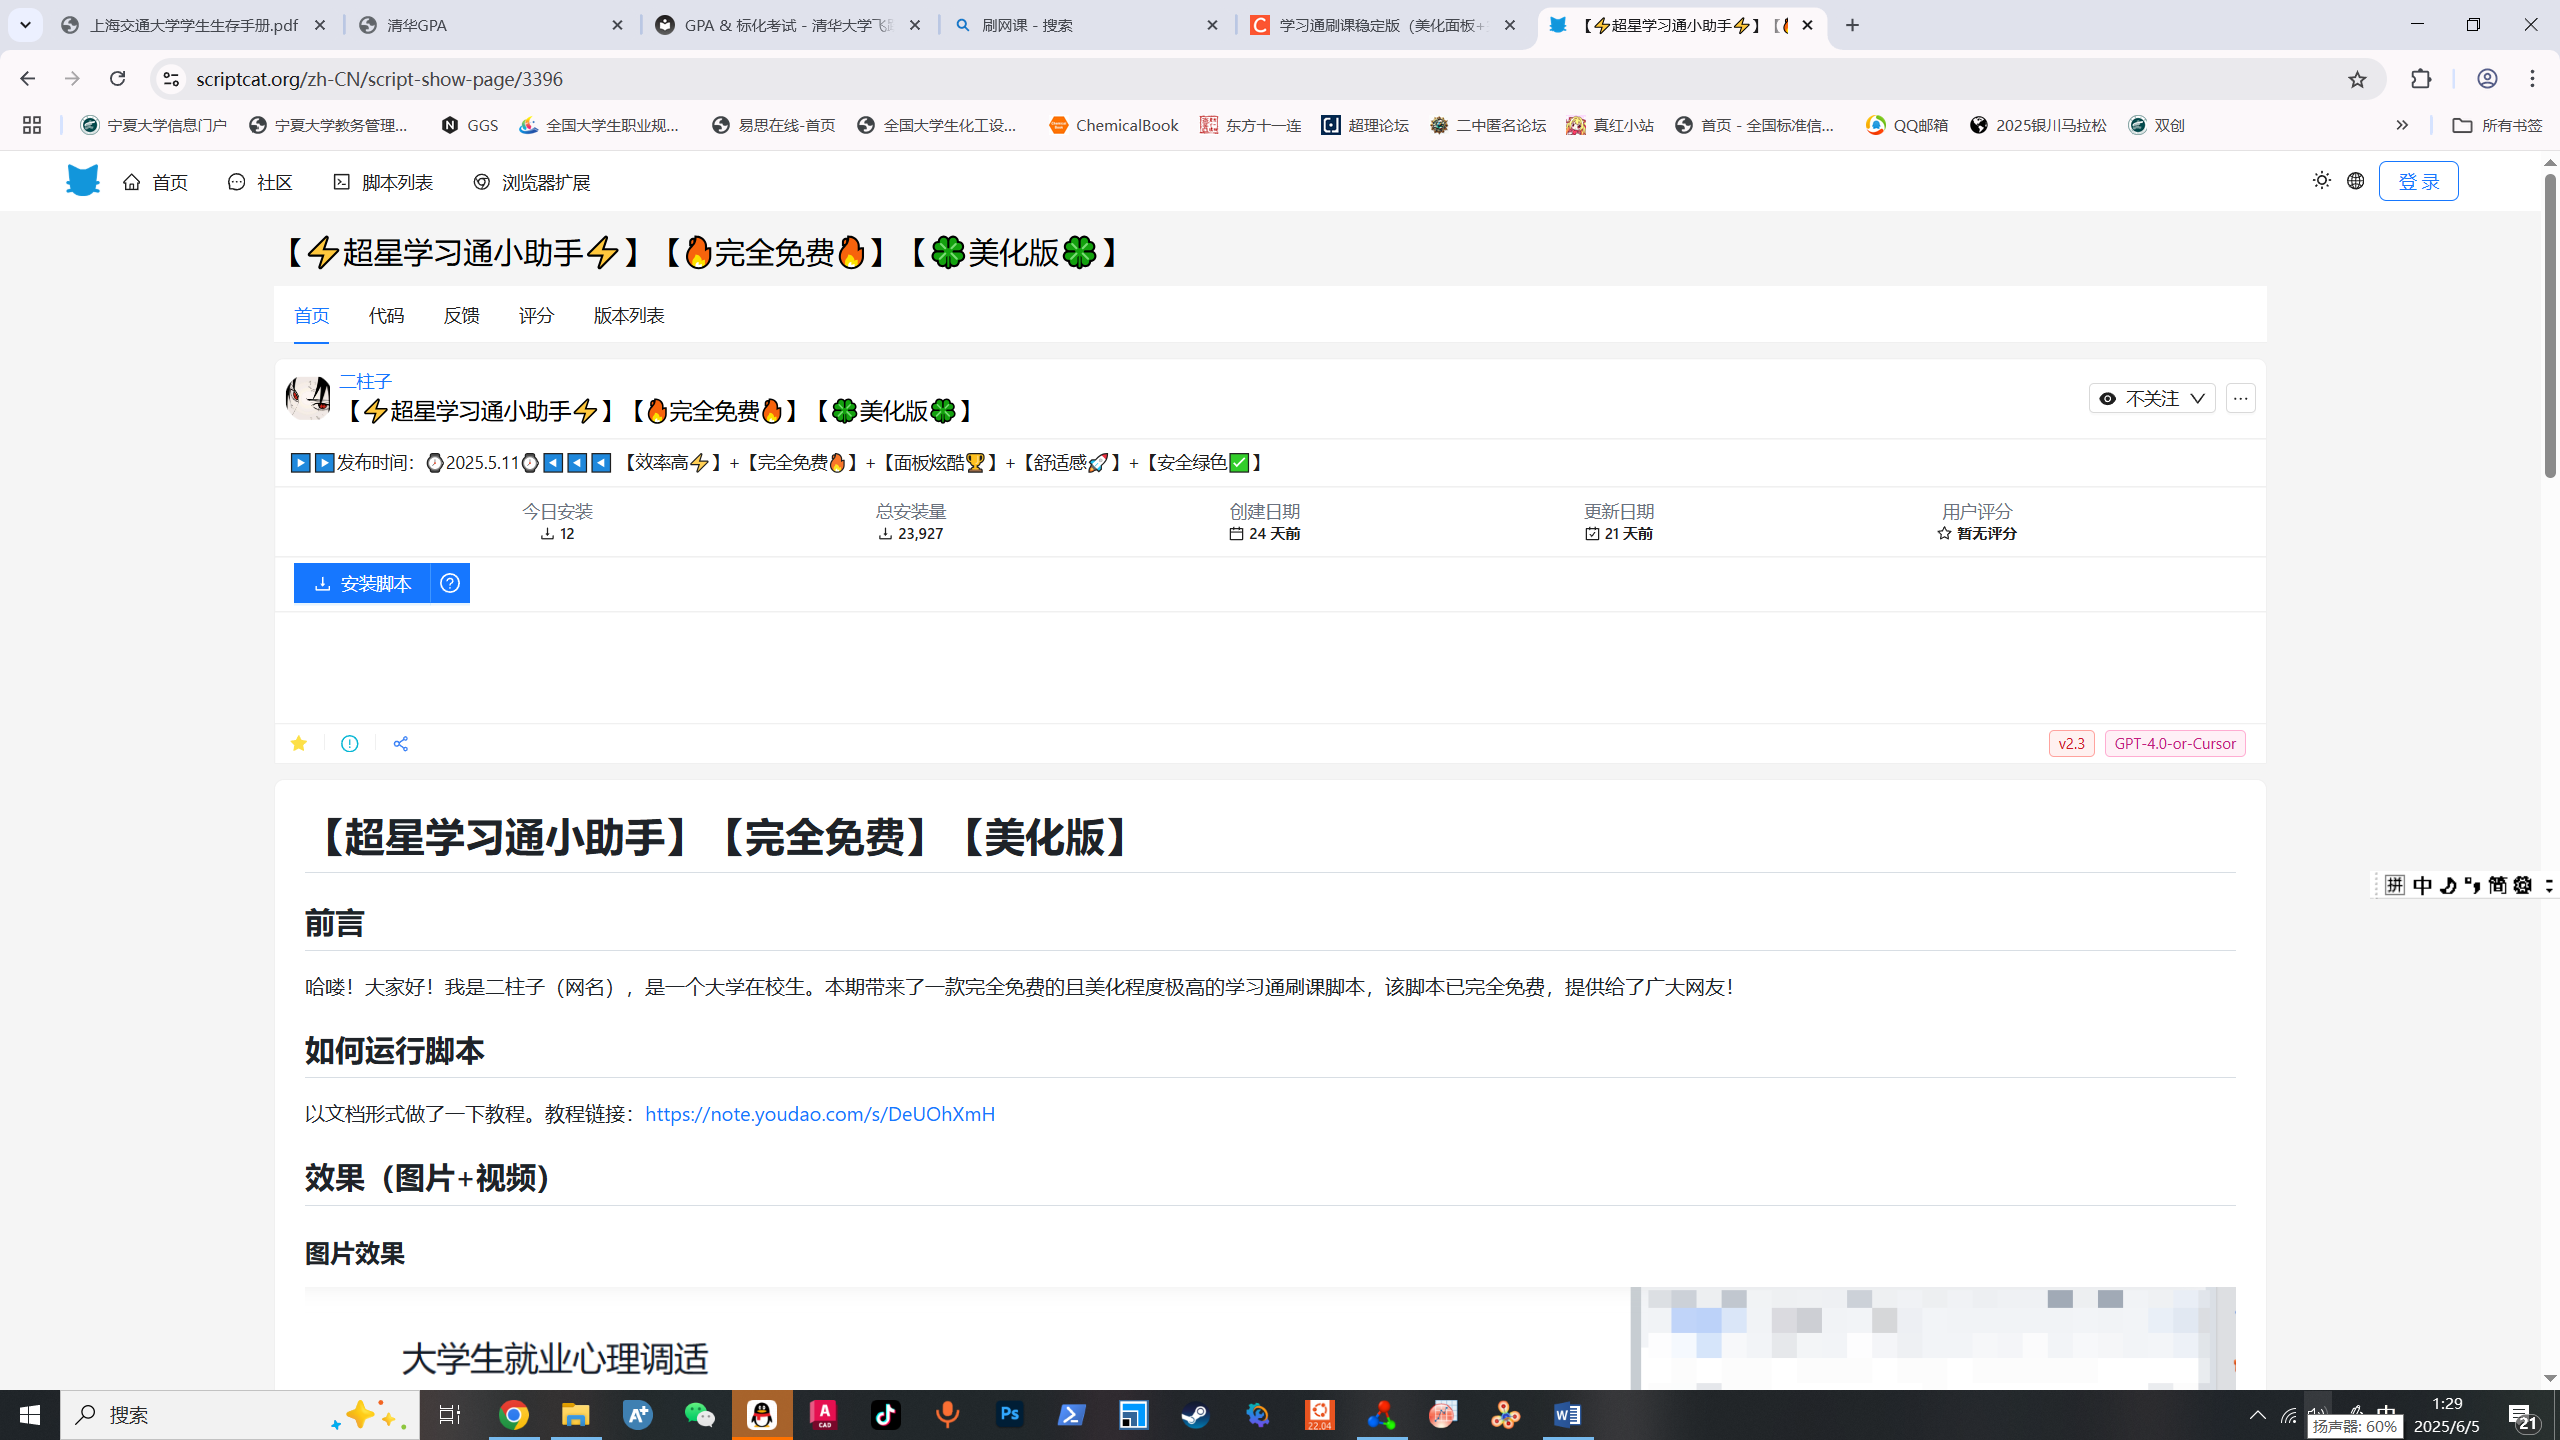 上海交通大学学生生存手册.pdf
清华GPA
GPA & 标化考试 - 清华大学飞
刷网课 - 搜索
学习通刷课稳定版（美化面板+
【⚡超星学习通小助手⚡】【🔥
scriptcat.org/zh-CN/script-show-page/3396
宁夏大学信息门户
宁夏大学教务管理...
GGS
全国大学生职业规...
易思在线-首页
全国大学生化工设...
ChemicalBook
东方十一连
超理论坛
二中匿名论坛
真红小站
首页 - 全国标准信...
QQ邮箱
2025银川马拉松
双创
所有书签
首页
社区
脚本列表
浏览器扩展
登 录
【⚡超星学习通小助手⚡】【🔥完全免费🔥】【🍀美化版🍀】
首页
代码
反馈
评分
版本列表
二柱子
【⚡超星学习通小助手⚡】【🔥完全免费🔥】【🍀美化版🍀】
不关注
▶️▶️发布时间：⌚2025.5.11⌚◀️◀️◀️ 【效率高⚡】+【完全免费🔥】+【面板炫酷🏆】+【舒适感🚀】+【安全绿色✅】
今日安装
12
总安装量
23,927
创建日期
24 天前
更新日期
21 天前
用户评分
暂无评分
安装脚本
v2.3
GPT-4.0-or-Cursor
【超星学习通小助手】【完全免费】【美化版】
前言
哈喽！大家好！我是二柱子（网名），是一个大学在校生。本期带来了一款完全免费的且美化程度极高的学习通刷课脚本，该脚本已完全免费，提供给了广大网友！
拼 中 简
如何运行脚本
以文档形式做了一下教程。教程链接：https://note.youdao.com/s/DeUOhXmH
效果（图片+视频）
图片效果
大学生就业心理调适
搜索
A+
A
CAD
Ps
22.04
W
扬声器: 60%
1:29
2025/6/5
21